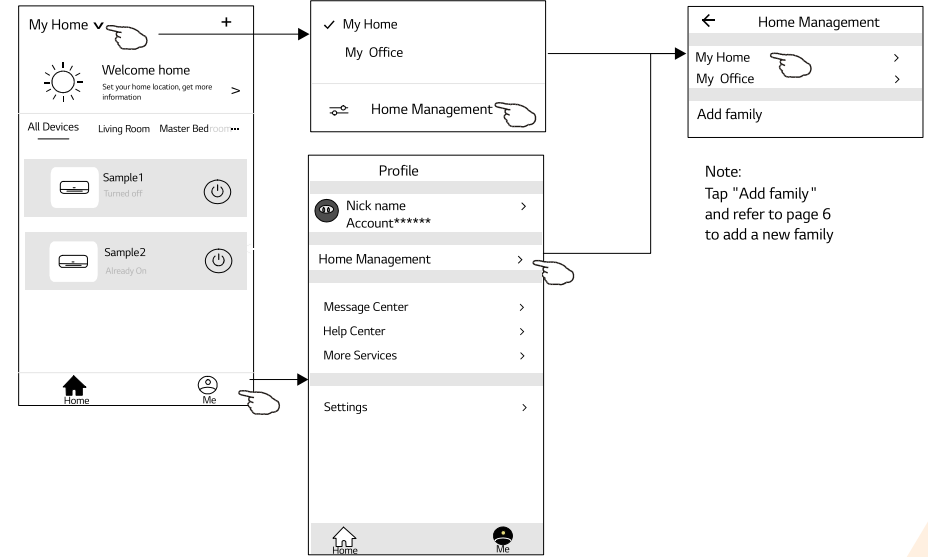 My Home
+
Welcome home
Set your home location, get more
information
>
All Devices
Living Room
Master Bedroom
Sample1
Turned off
Sample2
Already On
Home
Me
✓ My Home
My Office
Home Management
Profile
Nick name
Account******
>
Home Management
>
Message Center
>
Help Center
>
More Services
>
Settings
>
Home
Me
← Home Management
My Home
>
My Office
>
Add family
Note:
Tap "Add family"
and refer to page 6
to add a new family